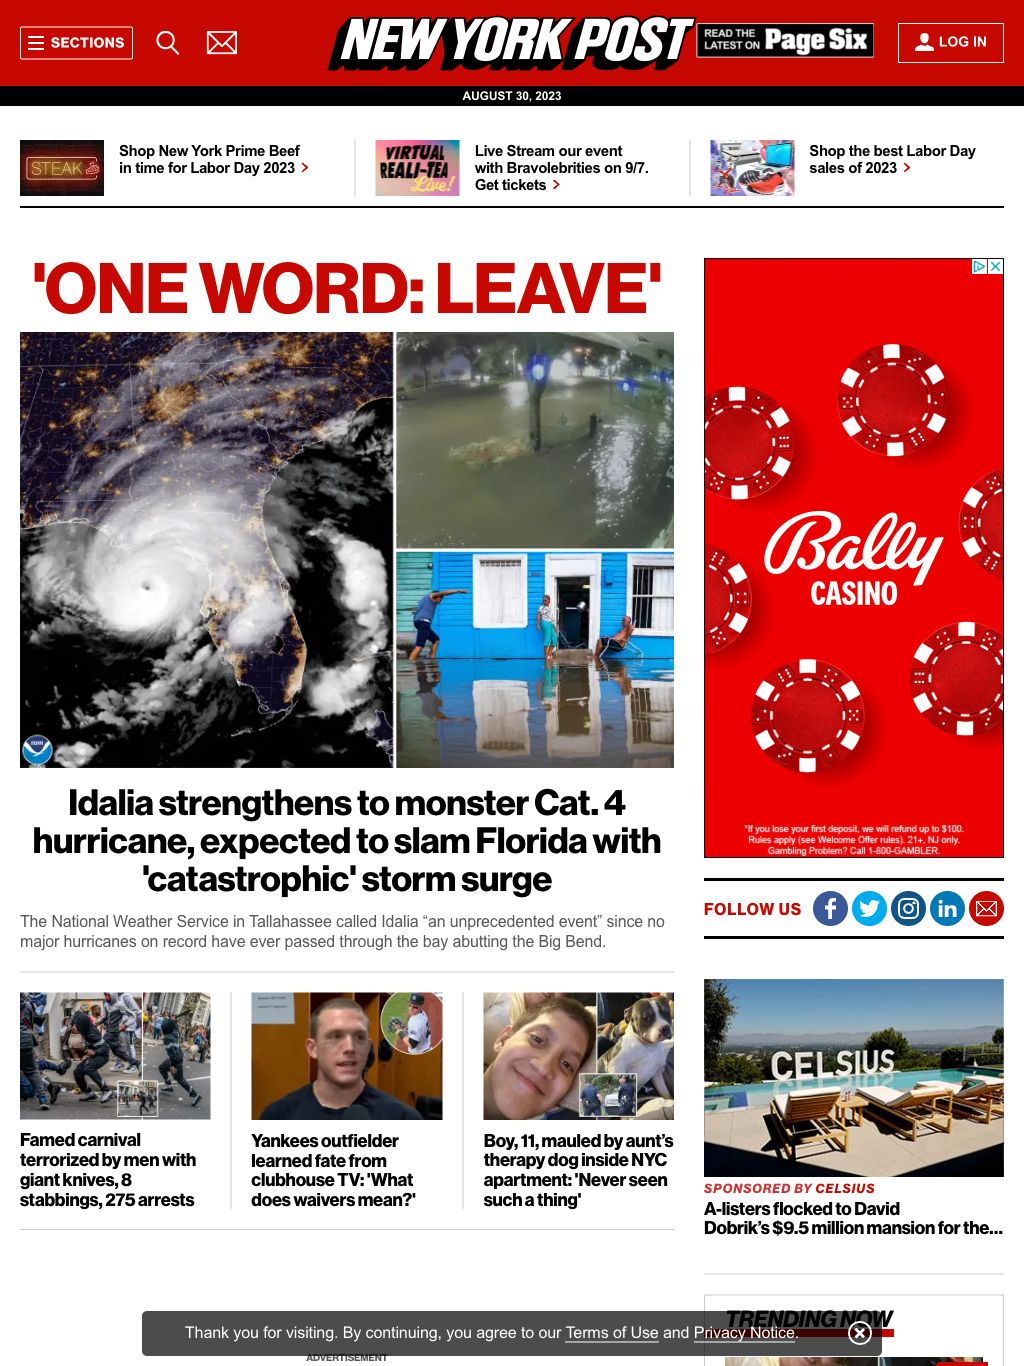 SECTIONS
NEW YORK POST
READ THE
LATEST ON
Page Six
LOG IN
AUGUST 30, 2023
STEAK
Shop New York Prime Beef
in time for Labor Day 2023
VIRTUAL
REALI-TEA
Live!
Live Stream our event
with Bravolebrities on 9/7.
Get tickets
Shop the best Labor Day
sales of 2023
'ONE WORD: LEAVE'
Bally
CASINO
*If you lose your first deposit, we will refund up to $100.
Rules apply (see Welcome Offer rules). 21+, NJ only.
Gambling Problem? Call 1-800-GAMBLER.
noaa
Idalia strengthens to monster Cat. 4
hurricane, expected to slam Florida with
'catastrophic' storm surge
The National Weather Service in Tallahassee called Idalia “an unprecedented event” since no
major hurricanes on record have ever passed through the bay abutting the Big Bend.
FOLLOW US
Famed carnival
terrorized by men with
giant knives, 8
stabbings, 275 arrests
Yankees outfielder
learned fate from
clubhouse TV: 'What
does waivers mean?'
Boy, 11, mauled by aunt’s
therapy dog inside NYC
apartment: 'Never seen
such a thing'
CELSIUS
SPONSORED BY CELSIUS
A-listers flocked to David
Dobrik’s $9.5 million mansion for the...
TRENDING NOW
Thank you for visiting. By continuing, you agree to our Terms of Use and Privacy Notice.
ADVERTISEMENT